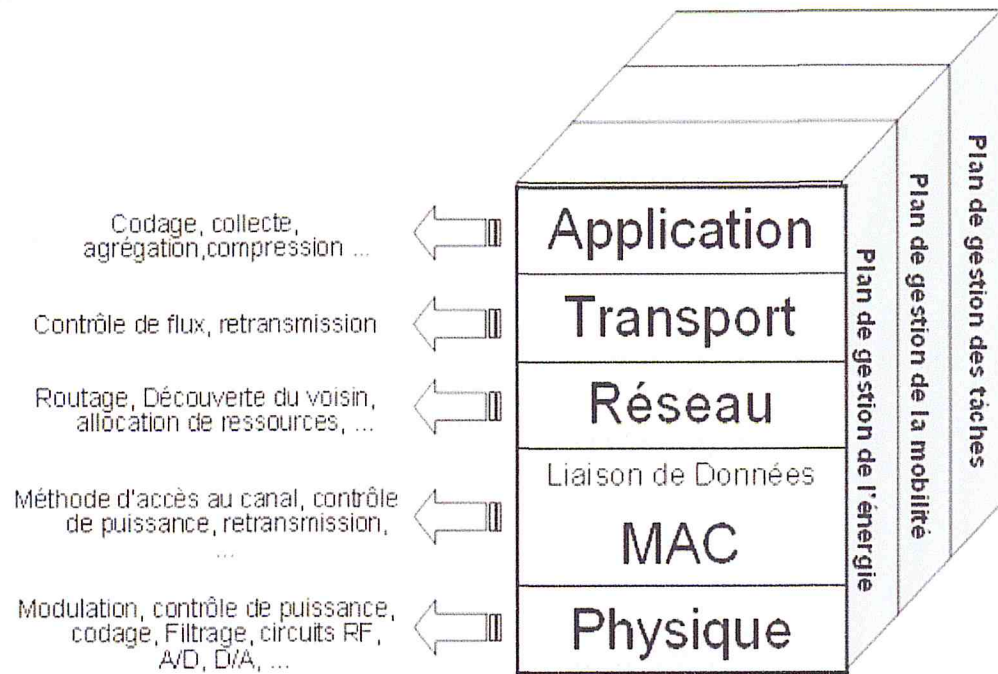 Codage, collecte,
agrégation,compression ...
Application
Contrôle de flux, retransmission
Transport
Routage, Découverte du voisin,
allocation de ressources, ...
Réseau
Méthode d'accès au canal, contrôle
de puissance, retransmission,
...
Liaison de Données
MAC
Modulation, contrôle de puissance,
codage, Filtrage, circuits RF,
A/D, D/A, ...
Physique
Plan de gestion de l'énergie
Plan de gestion de la mobilité
Plan de gestion des tâches